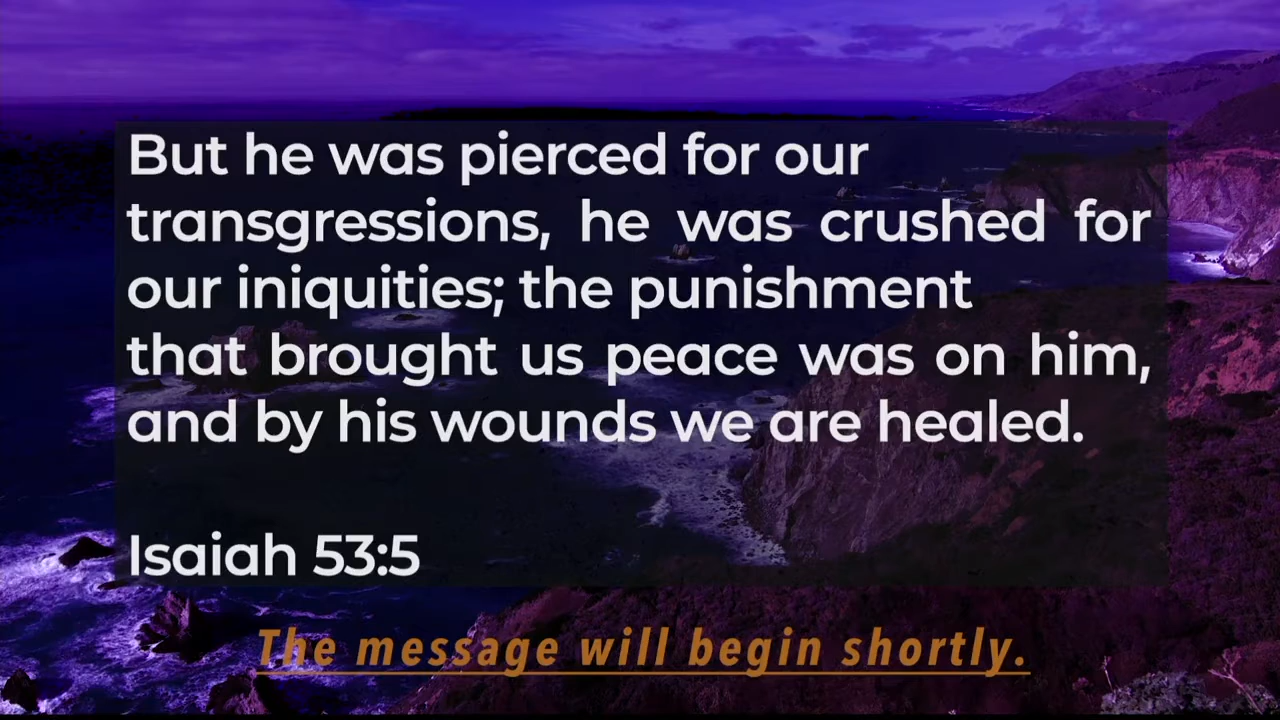 But he was pierced for our
transgressions, he was crushed for
our iniquities; the punishment
that brought us peace was on him,
and by his wounds we are healed.
Isaiah 53:5
The message will begin shortly.